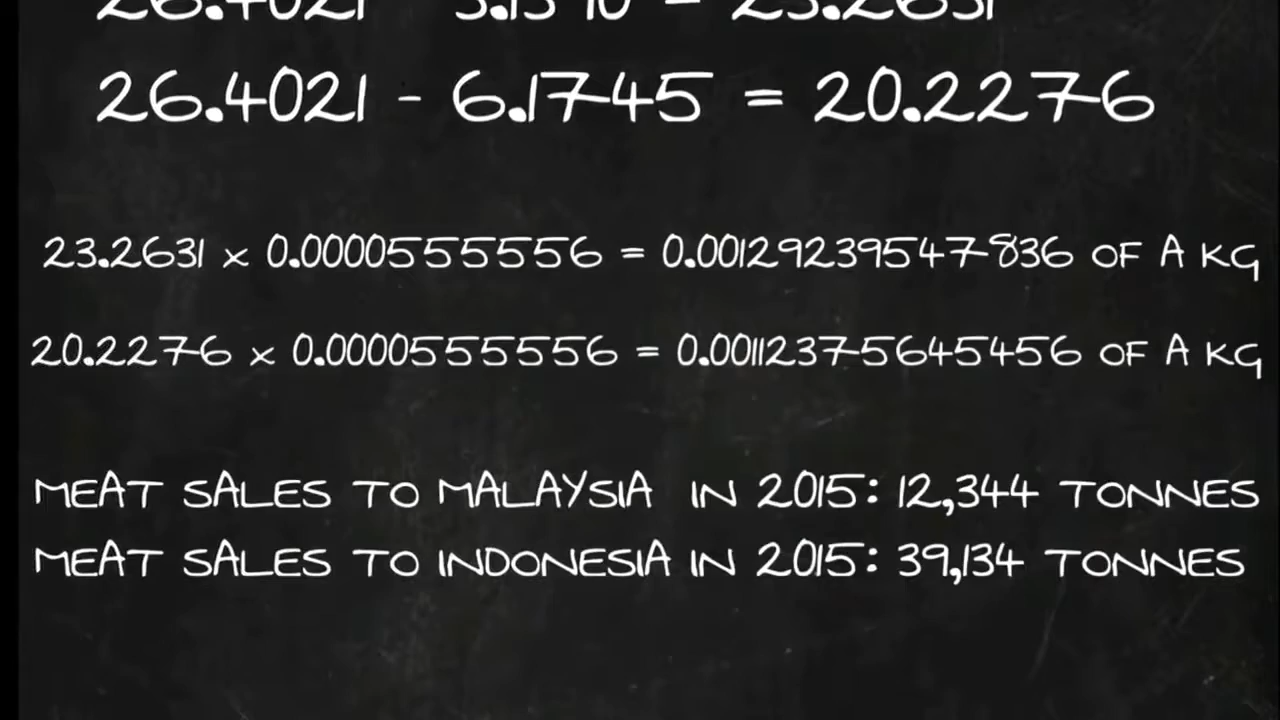 26.4021 - 6.1745 = 20.2276
23.2631 x 0.0000555556 = 0.00129239547836 OF A KG
20.2276 x 0.0000555556 = 0.00112375645456 OF A KG
MEAT SALES TO MALAYSIA IN 2015: 12,344 TONNES
MEAT SALES TO INDONESIA IN 2015: 39,134 TONNES